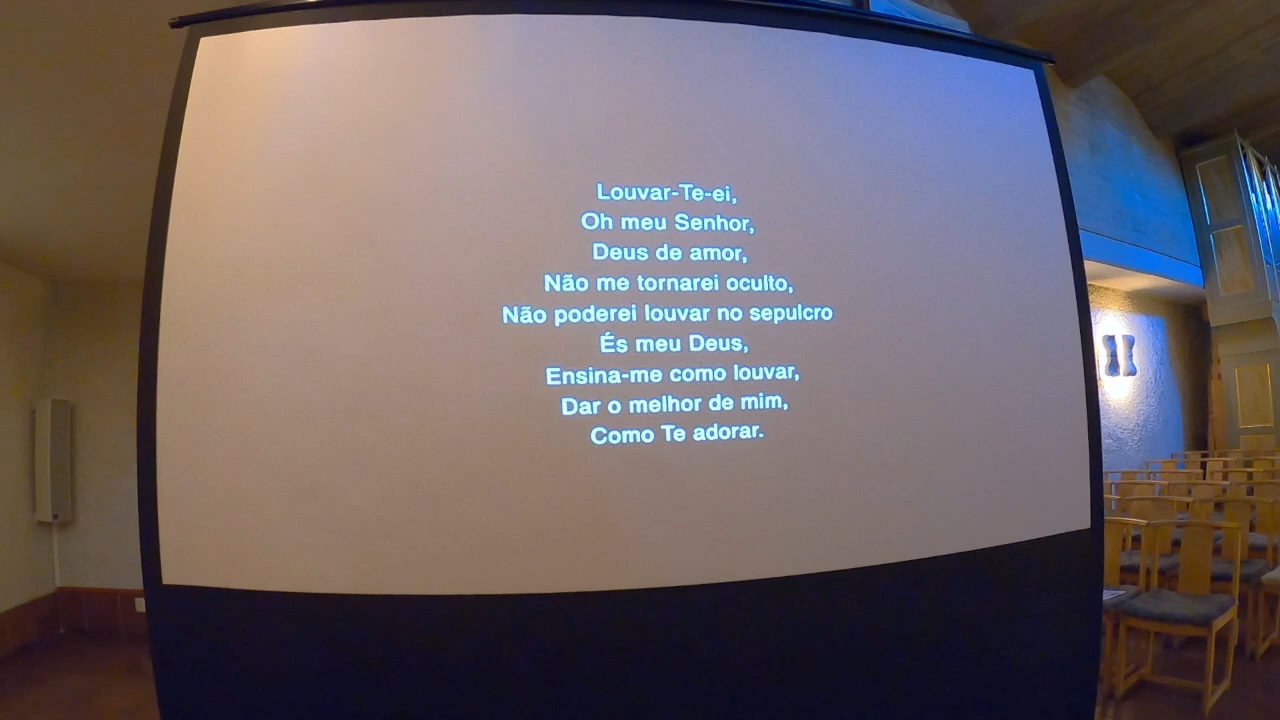 Louvar-Te-ei,
Oh meu Senhor,
Deus de amor,
Não me tornarei oculto,
Não poderei louvar no sepulcro
És meu Deus,
Ensina-me como louvar,
Dar o melhor de mim,
Como Te adorar.